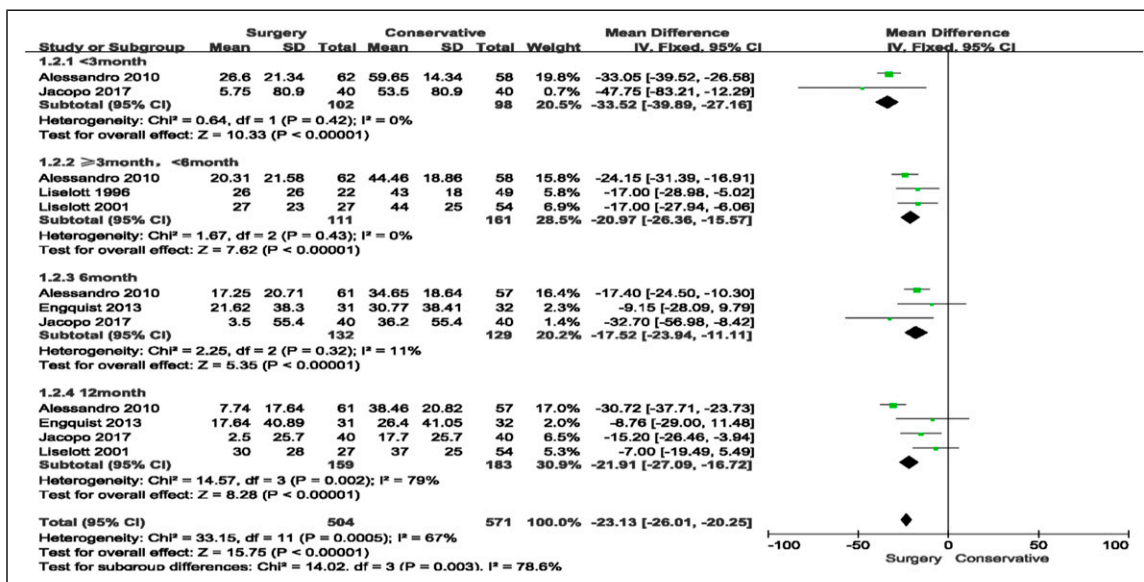 Surgery Conservative Mean Difference Mean Difference
Study or Subgroup Mean SD Total Mean SD Total Weight IV, Fixed, 95% CI IV, Fixed, 95% CI
1.2.1 <3month
Alessandro 2010 26.6 21.34 62 59.65 14.34 58 19.8% -33.05 [-39.52, -26.58]
Jacopo 2017 5.75 80.9 40 53.5 80.9 40 0.7% -47.75 [-83.21, -12.29]
Subtotal (95% CI) 102 98 20.5% -33.52 [-39.89, -27.16]
Heterogeneity: Chi² = 0.64, df = 1 (P = 0.42); I² = 0%
Test for overall effect: Z = 10.33 (P < 0.00001)
1.2.2 ≥3month, <6month
Alessandro 2010 20.31 21.58 62 44.46 18.86 58 15.8% -24.15 [-31.39, -16.91]
Liselott 1996 26 26 22 43 18 49 5.8% -17.00 [-28.98, -5.02]
Liselott 2001 27 23 27 44 25 54 6.9% -17.00 [-27.94, -6.06]
Subtotal (95% CI) 111 161 28.5% -20.97 [-26.36, -15.57]
Heterogeneity: Chi² = 1.67, df = 2 (P = 0.43); I² = 0%
Test for overall effect: Z = 7.62 (P < 0.00001)
1.2.3 6month
Alessandro 2010 17.25 20.71 61 34.65 18.64 57 16.4% -17.40 [-24.50, -10.30]
Engquist 2013 21.62 38.3 31 30.77 38.41 32 2.3% -9.15 [-28.09, 9.79]
Jacopo 2017 3.5 55.4 40 36.2 55.4 40 1.4% -32.70 [-56.98, -8.42]
Subtotal (95% CI) 132 129 20.2% -17.52 [-23.94, -11.11]
Heterogeneity: Chi² = 2.25, df = 2 (P = 0.32); I² = 11%
Test for overall effect: Z = 5.35 (P < 0.00001)
1.2.4 12month
Alessandro 2010 7.74 17.64 61 38.46 20.82 57 17.0% -30.72 [-37.71, -23.73]
Engquist 2013 17.64 40.89 31 26.4 41.05 32 2.0% -8.76 [-29.00, 11.48]
Jacopo 2017 2.5 25.7 40 17.7 25.7 40 6.5% -15.20 [-26.46, -3.94]
Liselott 2001 30 28 27 37 25 54 5.3% -7.00 [-19.49, 5.49]
Subtotal (95% CI) 159 183 30.9% -21.91 [-27.09, -16.72]
Heterogeneity: Chi² = 14.57, df = 3 (P = 0.002); I² = 79%
Test for overall effect: Z = 8.28 (P < 0.00001)
Total (95% CI) 504 571 100.0% -23.13 [-26.01, -20.25]
Heterogeneity: Chi² = 33.15, df = 11 (P = 0.0005); I² = 67%
Test for overall effect: Z = 15.75 (P < 0.00001)
Test for subgroup differences: Chi² = 14.02, df = 3 (P = 0.003), I² = 78.6%
-100 -50 0 50 100
Surgery Conservative